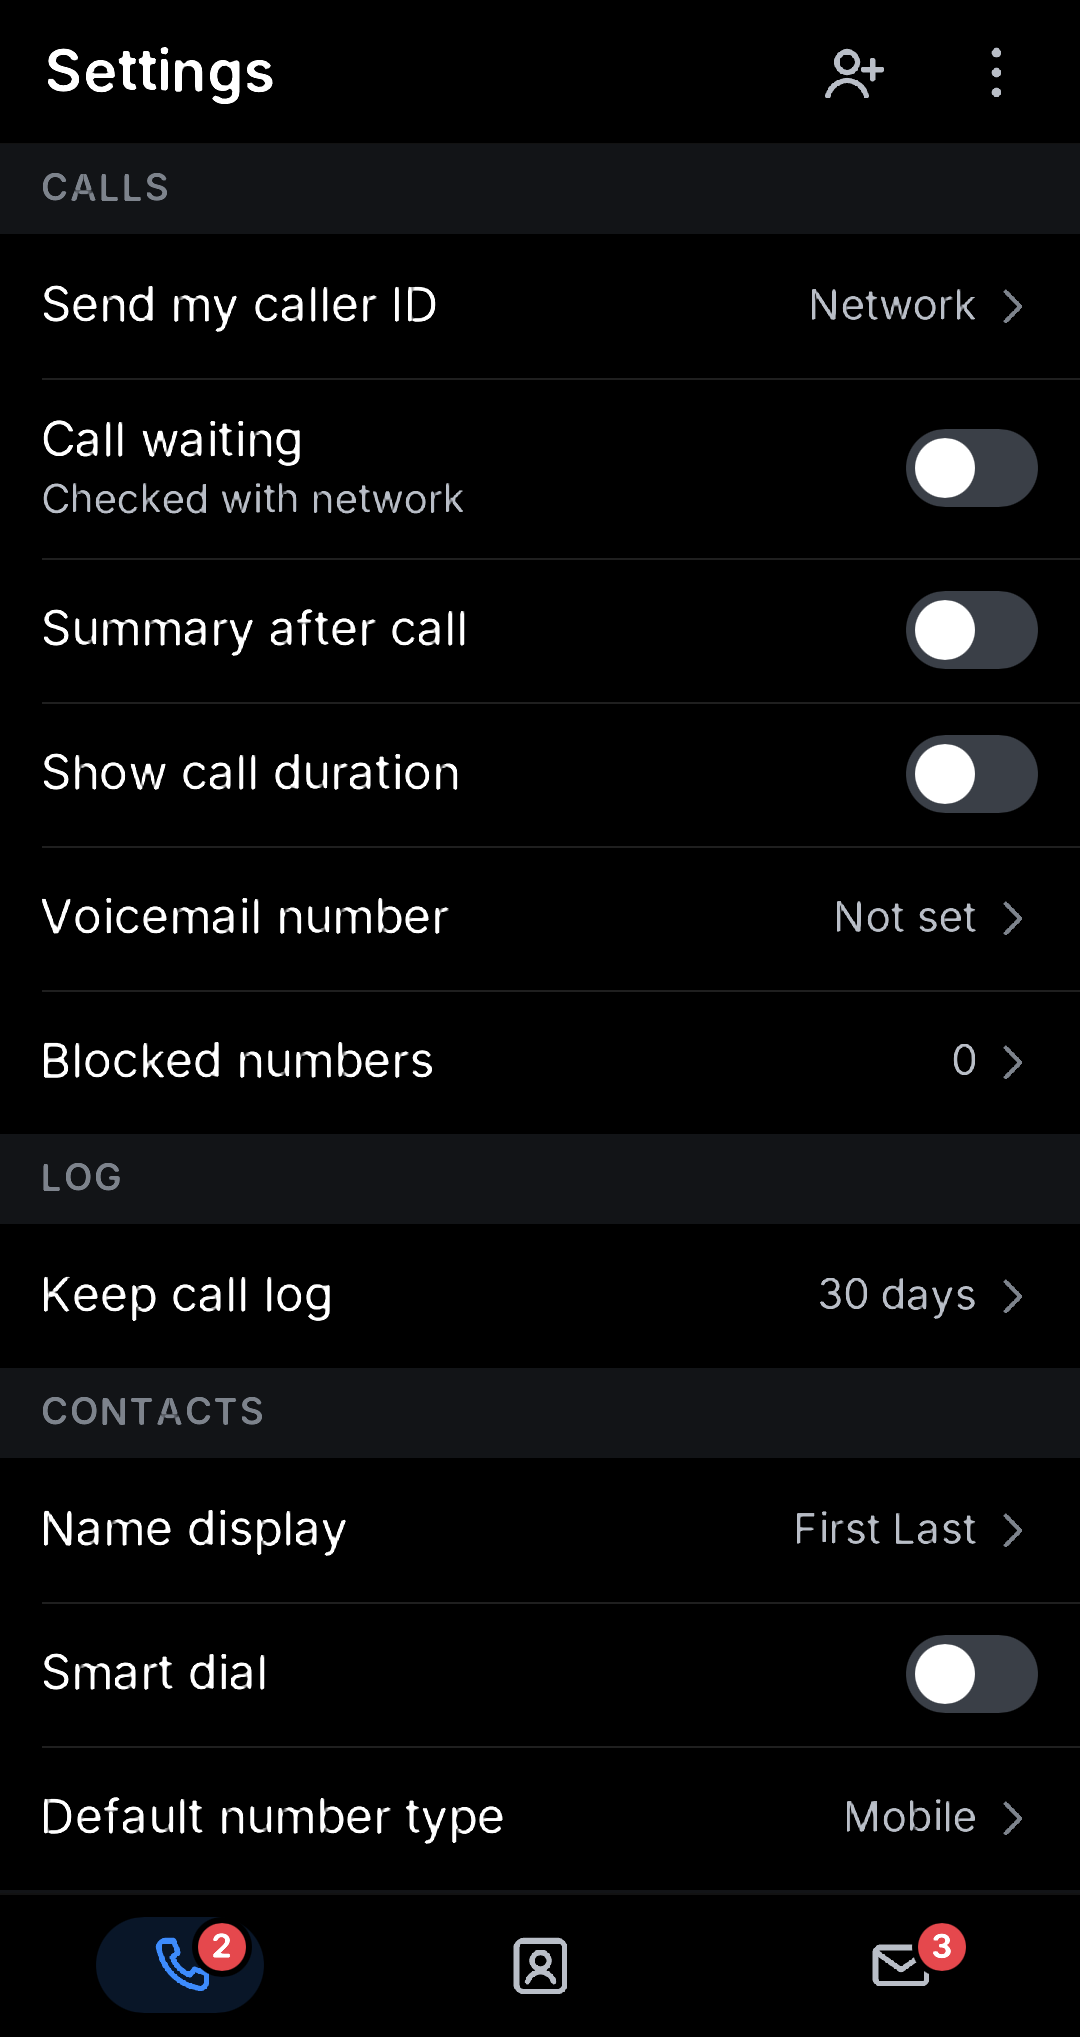 Settings
CALLS
Send my caller ID
Network
Call waiting
Checked with network
Summary after call
Show call duration
Voicemail number
Not set
Blocked numbers
0
LOG
Keep call log
30 days
CONTACTS
Name display
First Last
Smart dial
Default number type
Mobile
2
3